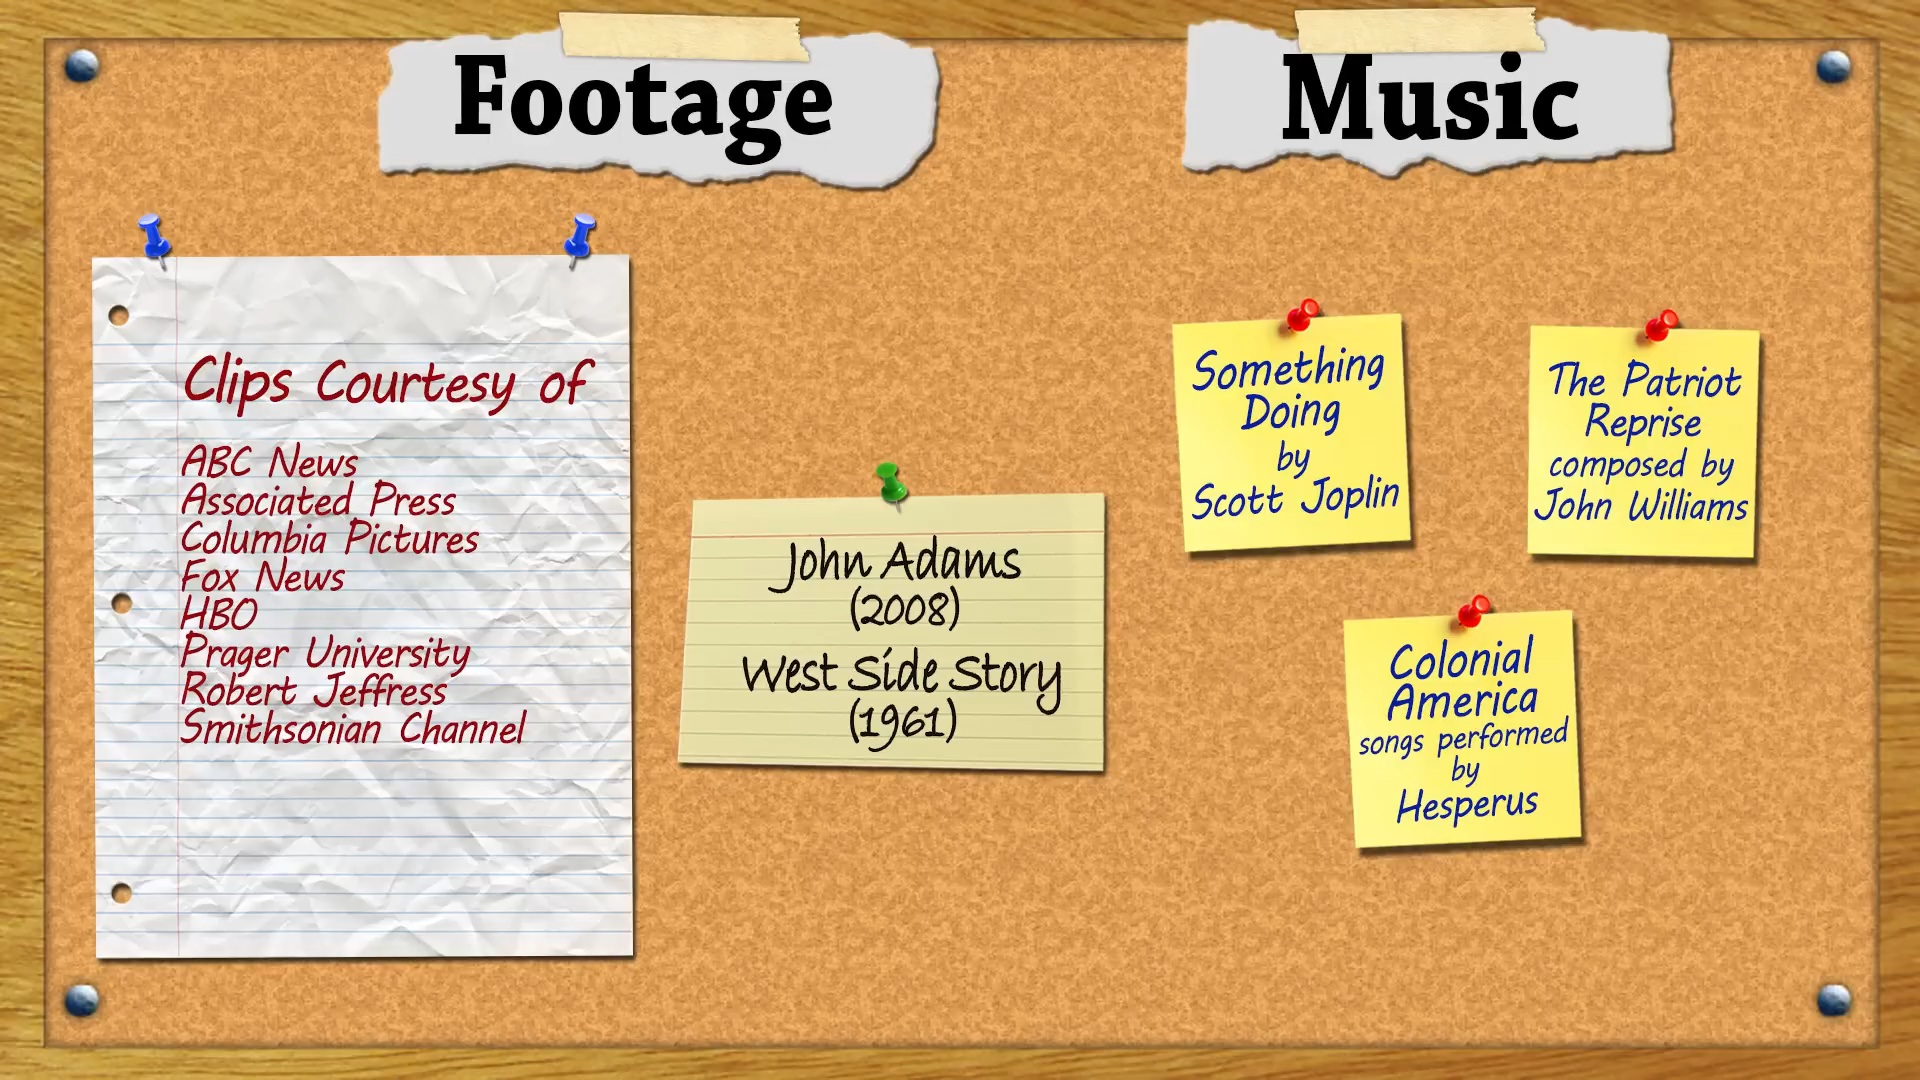 Footage
Music
Clips Courtesy of
ABC News
Associated Press
Columbia Pictures
Fox News
HBO
Prager University
Robert Jeffress
Smithsonian Channel
John Adams
(2008)
West Side Story
(1961)
Something
Doing
by
Scott Joplin
The Patriot
Reprise
composed by
John Williams
Colonial
America
songs performed
by
Hesperus